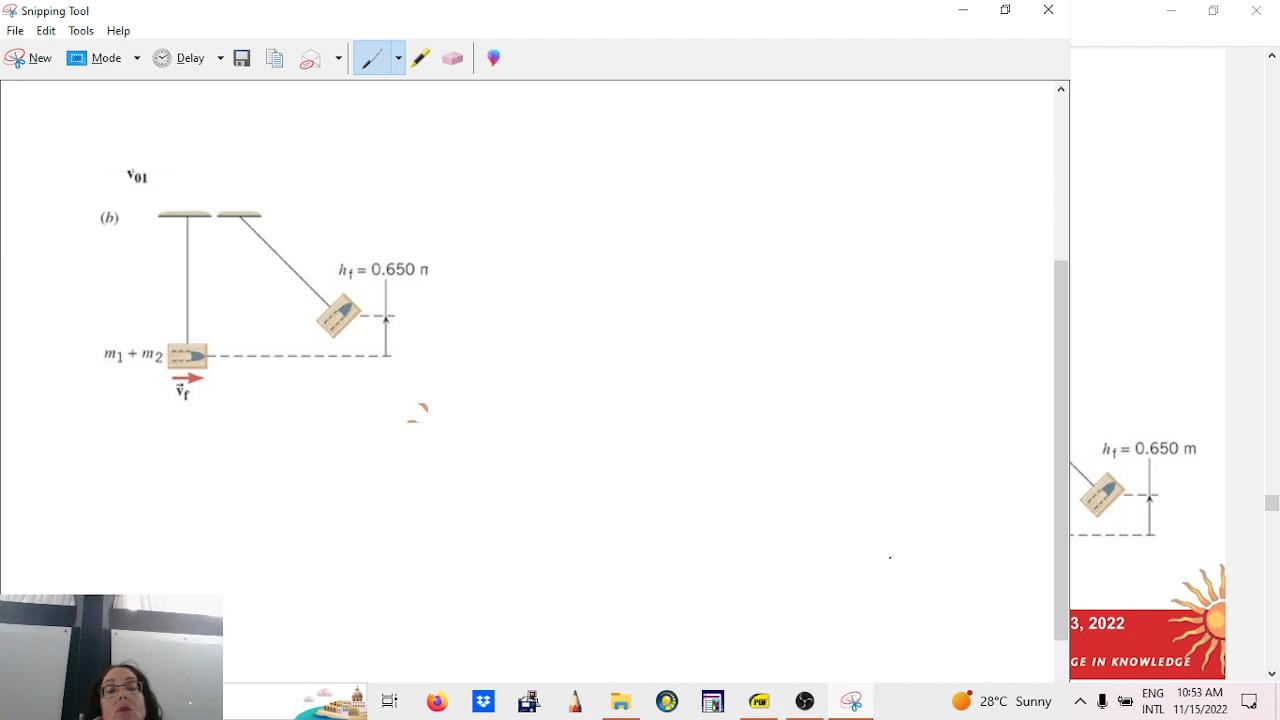 Snipping Tool
File Edit Tools Help
New Mode Delay
v01
(b)
hf = 0.650 m
m1 + m2
vf
hf = 0.650 m
3, 2022
GE IN KNOWLEDGE
PDF
28°C Sunny
ENG
INTL
10:53 AM
11/15/2022